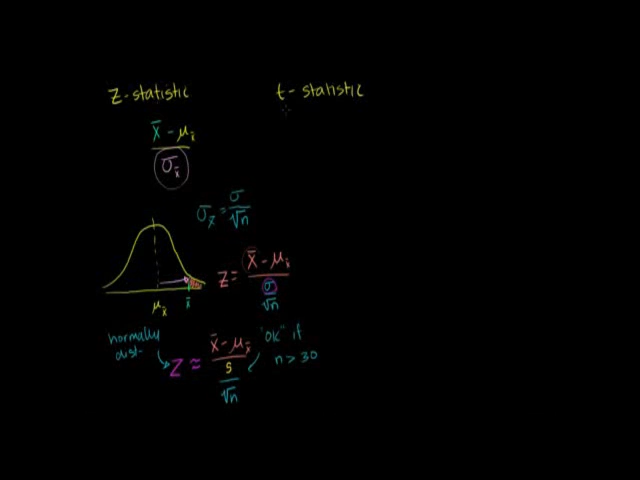 z-statistic
t-statistic
x̄ - μx̄
σx̄
σx̄ = σ/√n
μx̄
x̄
z = (x̄ - μx̄)/(σ/√n)
normally
dist-
z ≈ (x̄ - μx̄)/(s/√n)
"OK" if
n > 30